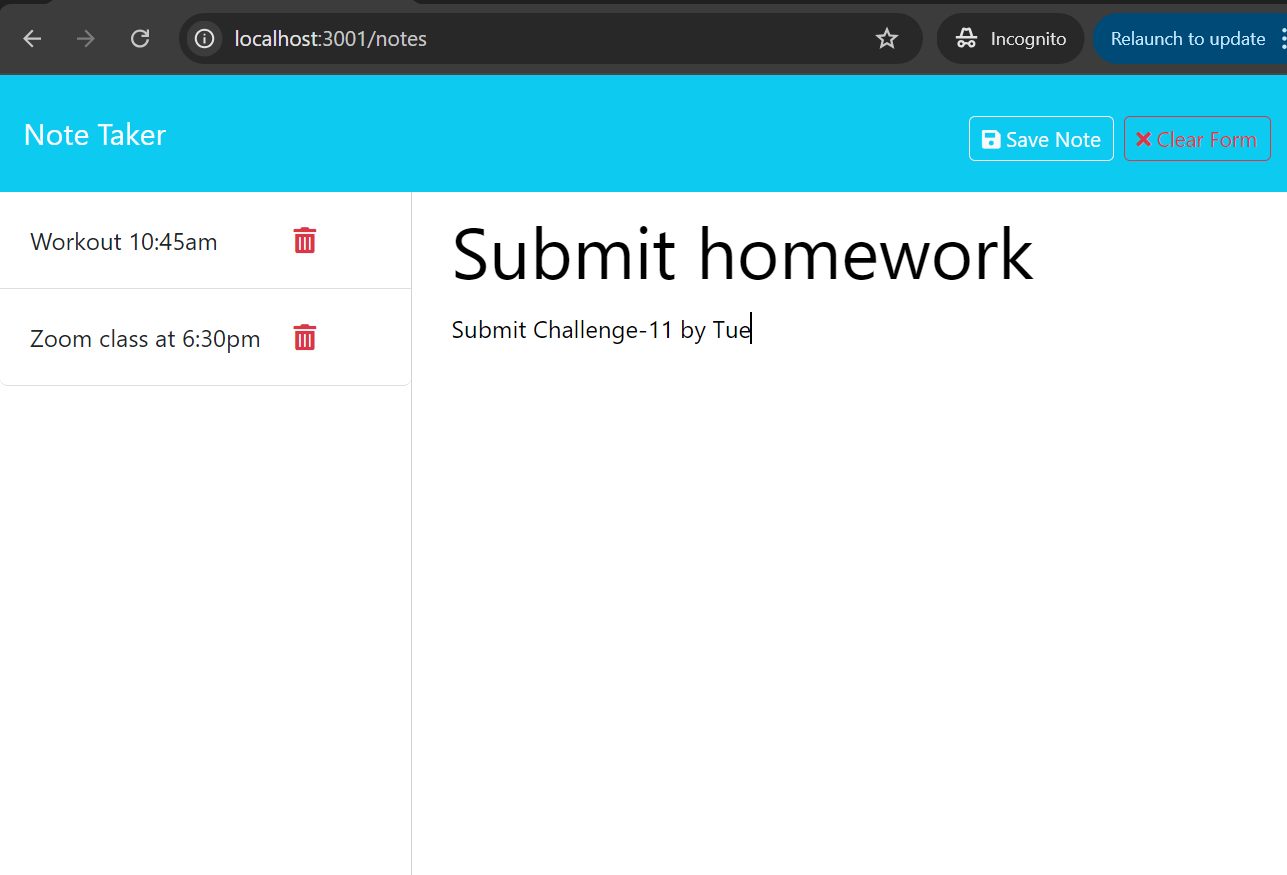 localhost:3001/notes
Incognito
Relaunch to update
Note Taker
Save Note
Clear Form
Workout 10:45am
Zoom class at 6:30pm
Submit homework
Submit Challenge-11 by Tue